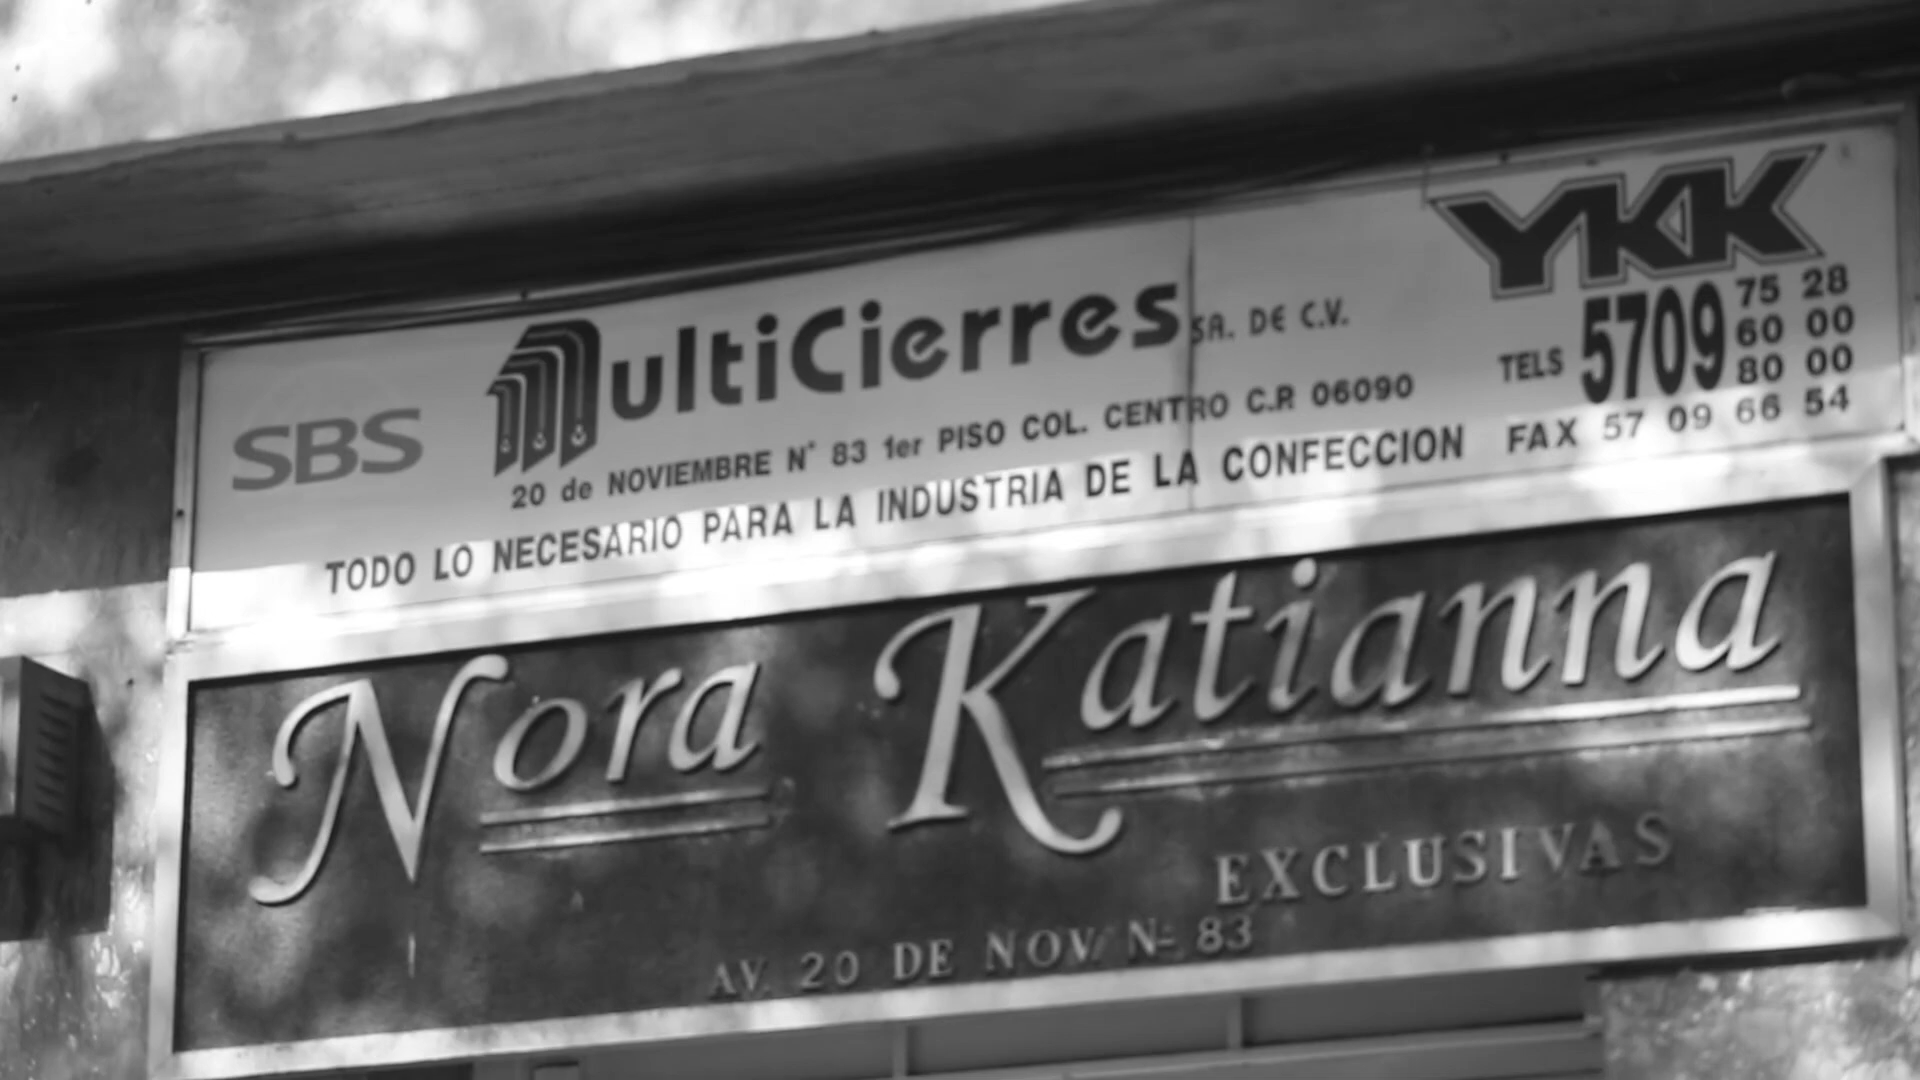 YKK
SBS MultiCierres SA. DE C.V.
TELS 5709 75 28
60 00
80 00
20 de NOVIEMBRE N° 83 1er PISO COL. CENTRO C.P. 06090
FAX 57 09 66 54
TODO LO NECESARIO PARA LA INDUSTRIA DE LA CONFECCION
Nora Katianna
EXCLUSIVAS
AV. 20 DE NOV. Nº 83